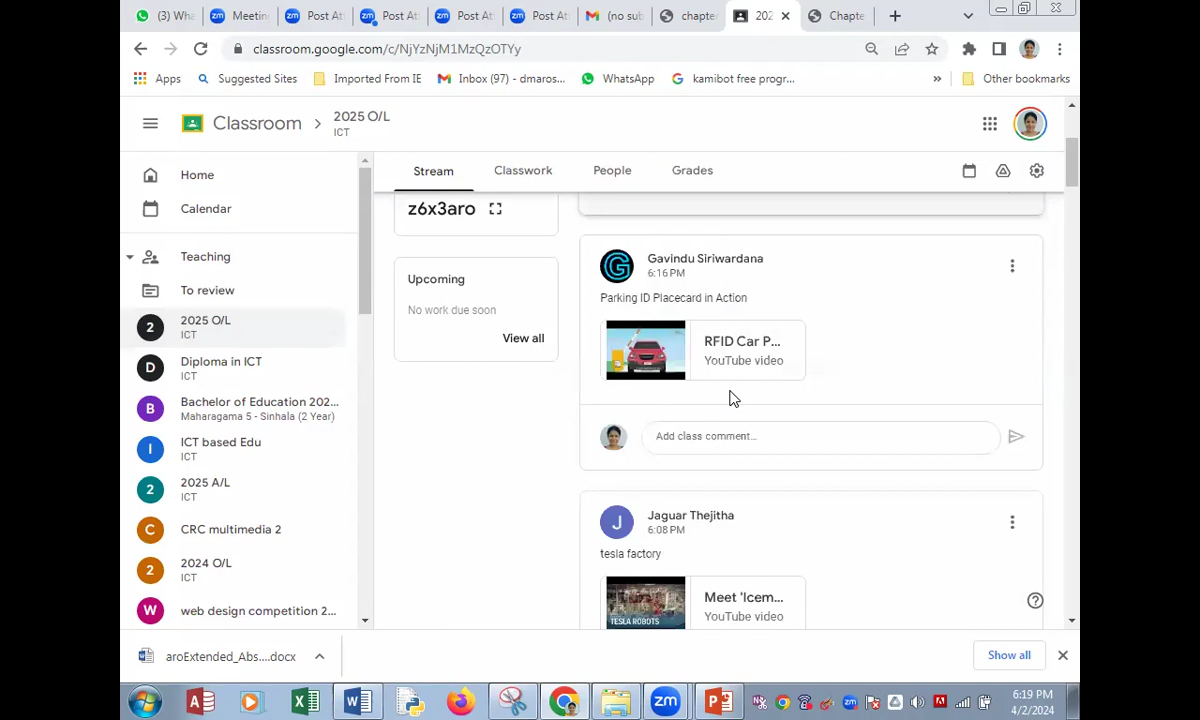 (3) Wha
Meetin
Post At
Post At
Post At
Post At
(no sub
chapte
202
Chapte
classroom.google.com/c/NjYzNjM1MzQzOTYy
Apps
Suggested Sites
Imported From IE
Inbox (97) - dmaros...
WhatsApp
kamibot free progr...
»
Other bookmarks
Classroom
>
2025 O/L
ICT
Home
Calendar
Teaching
To review
2
2025 O/L
ICT
D
Diploma in ICT
ICT
B
Bachelor of Education 202...
Maharagama 5 - Sinhala (2 Year)
I
ICT based Edu
ICT
2
2025 A/L
ICT
C
CRC multimedia 2
2
2024 O/L
ICT
W
web design competition 2...
Stream
Classwork
People
Grades
z6x3aro
Upcoming
No work due soon
View all
G
Gavindu Siriwardana
6:16 PM
Parking ID Placecard in Action
RFID Car P...
YouTube video
Add class comment...
J
Jaguar Thejitha
6:08 PM
tesla factory
TESLA ROBOTS
Meet 'Icem...
YouTube video
aroExtended_Abs....docx
Show all
zm
6:19 PM
4/2/2024